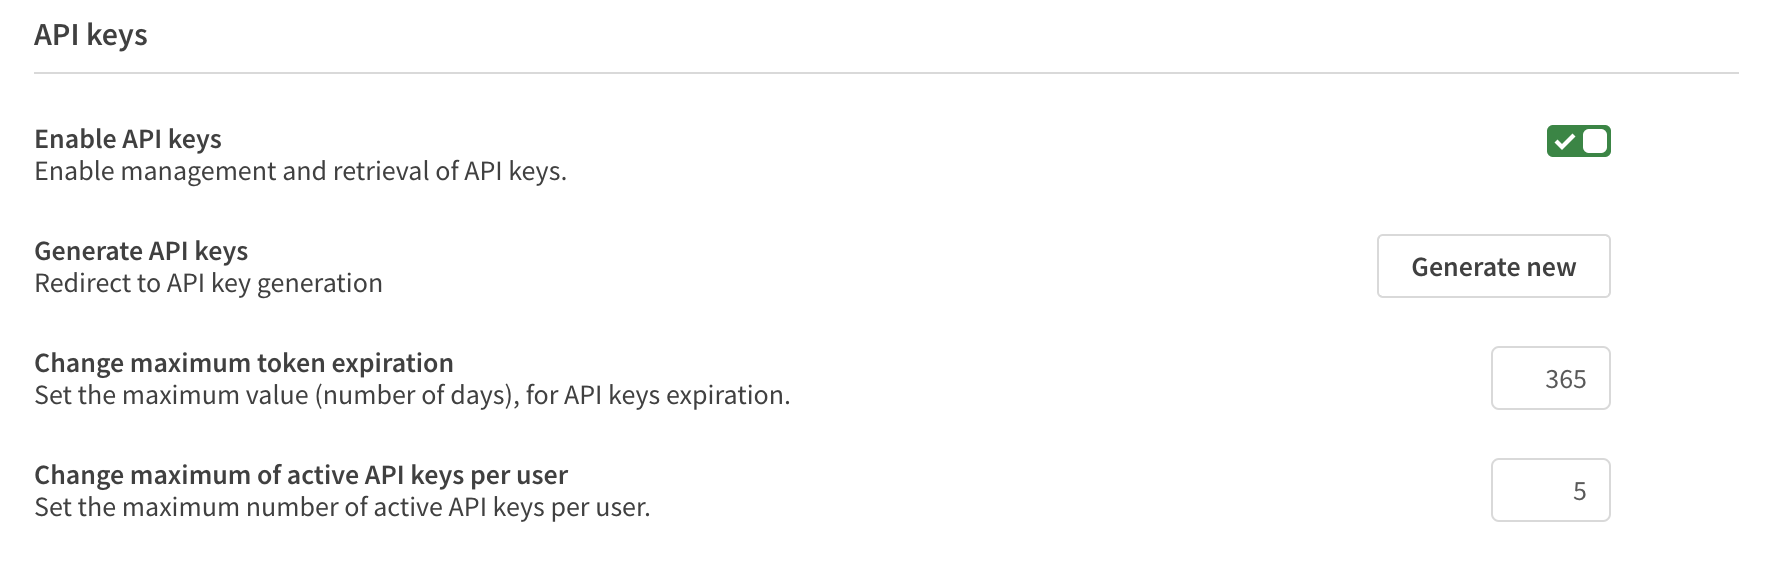 API keys
Enable API keys
Enable management and retrieval of API keys.
Generate API keys
Redirect to API key generation
Generate new
Change maximum token expiration
Set the maximum value (number of days), for API keys expiration.
365
Change maximum of active API keys per user
Set the maximum number of active API keys per user.
5